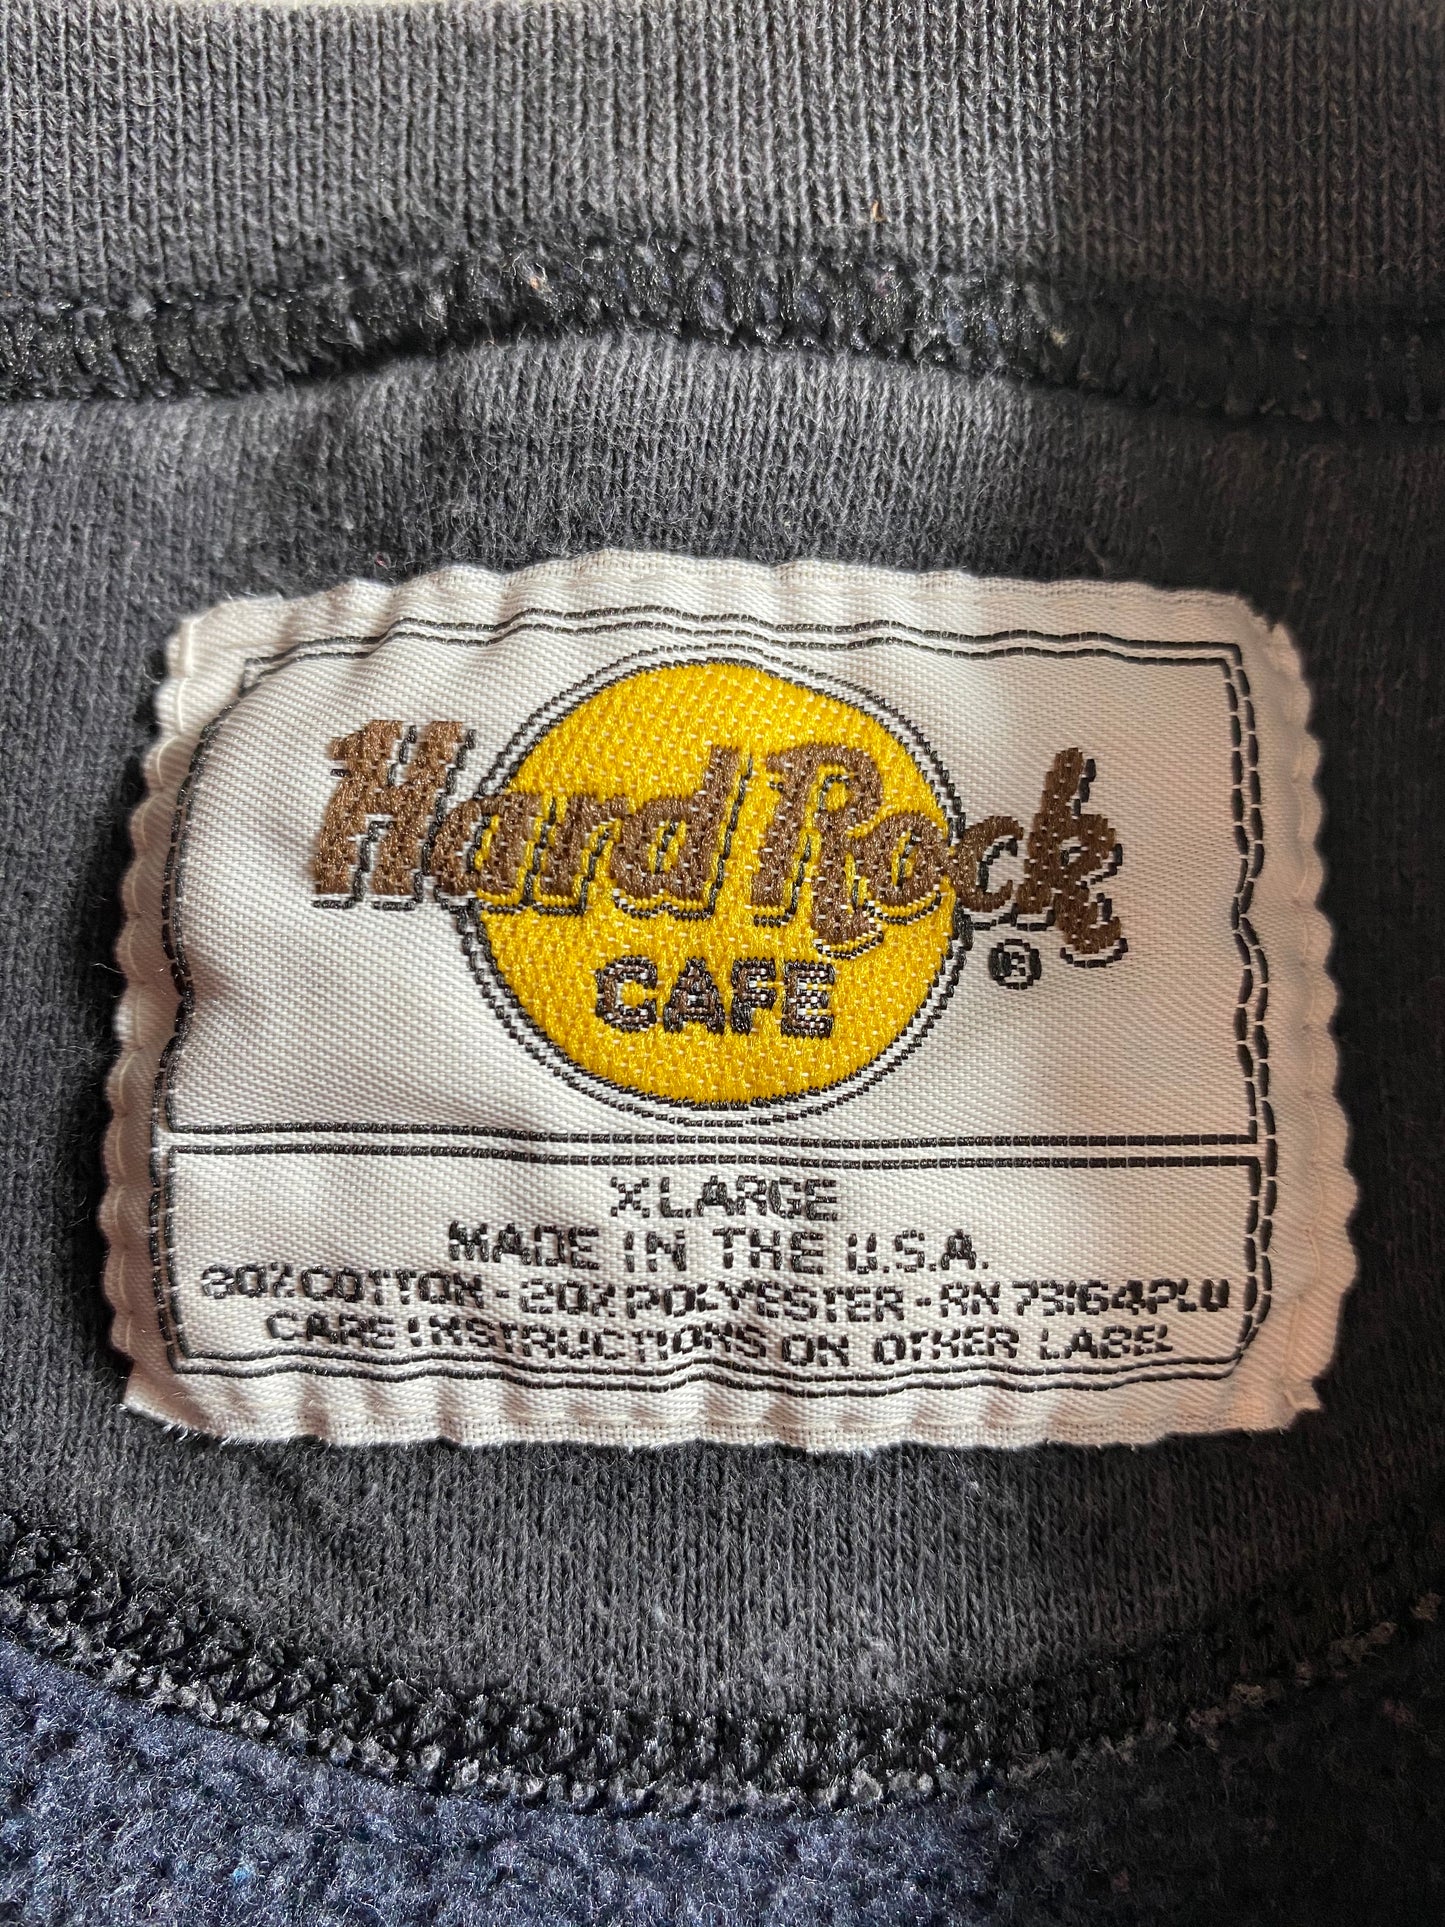 Hard Rock
CAFE
®
XLARGE
MADE IN THE U.S.A.
80% COTTON - 20% POLYESTER - RN 73164PLU
CARE INSTRUCTIONS ON OTHER LABEL